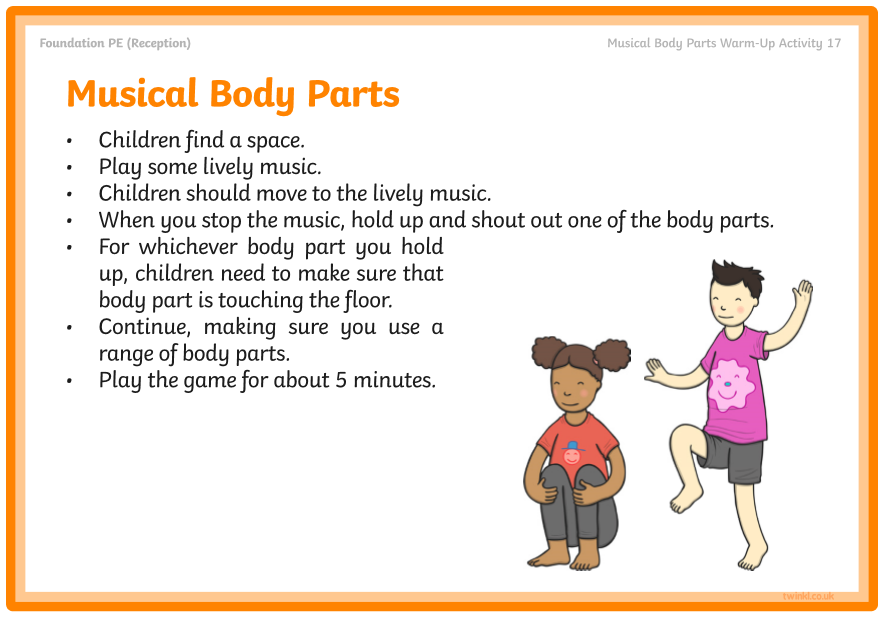 Foundation PE (Reception)
Musical Body Parts Warm-Up Activity 17
Musical Body Parts
• Children find a space.
• Play some lively music.
• Children should move to the lively music.
• When you stop the music, hold up and shout out one of the body parts.
• For whichever body part you hold
up, children need to make sure that
body part is touching the floor.
• Continue, making sure you use a
range of body parts.
• Play the game for about 5 minutes.
twinkl.co.uk